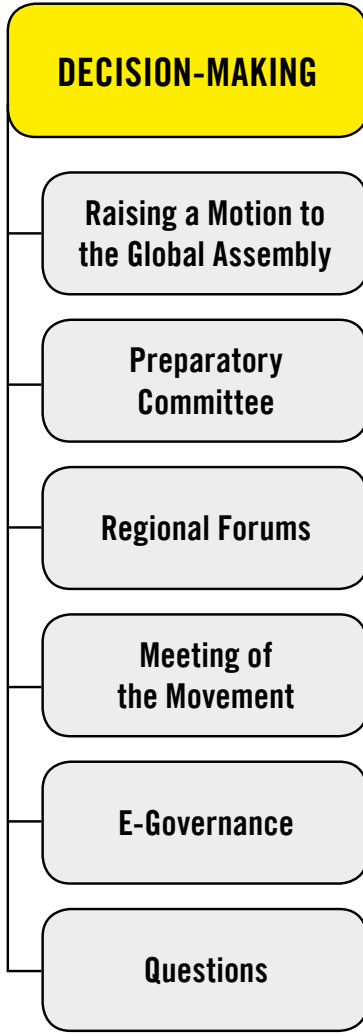 DECISION-MAKING
Raising a Motion to
the Global Assembly
Preparatory
Committee
Regional Forums
Meeting of
the Movement
E-Governance
Questions